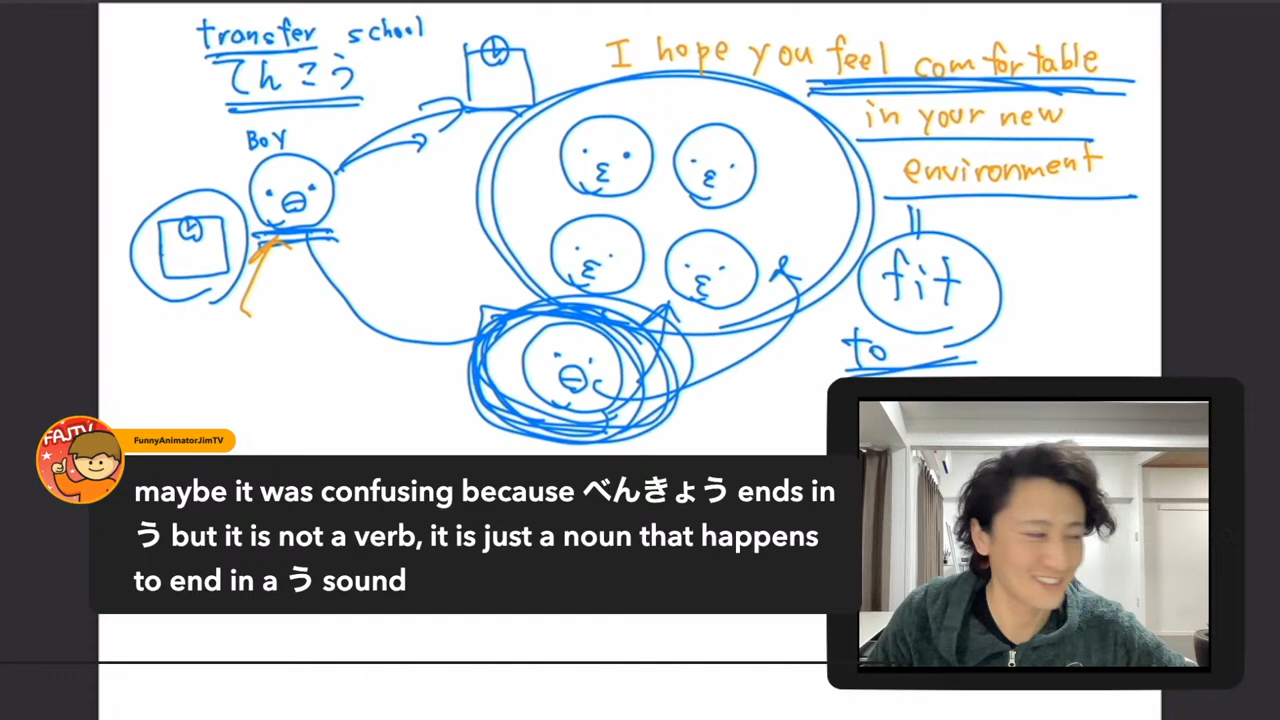 transfer school
てんこう
BOY
I hope you feel comfortable
in your new
environment
fit
to
FAJTV
FunnyAnimatorJimTV
maybe it was confusing because べんきょう ends in
う but it is not a verb, it is just a noun that happens
to end in a う sound